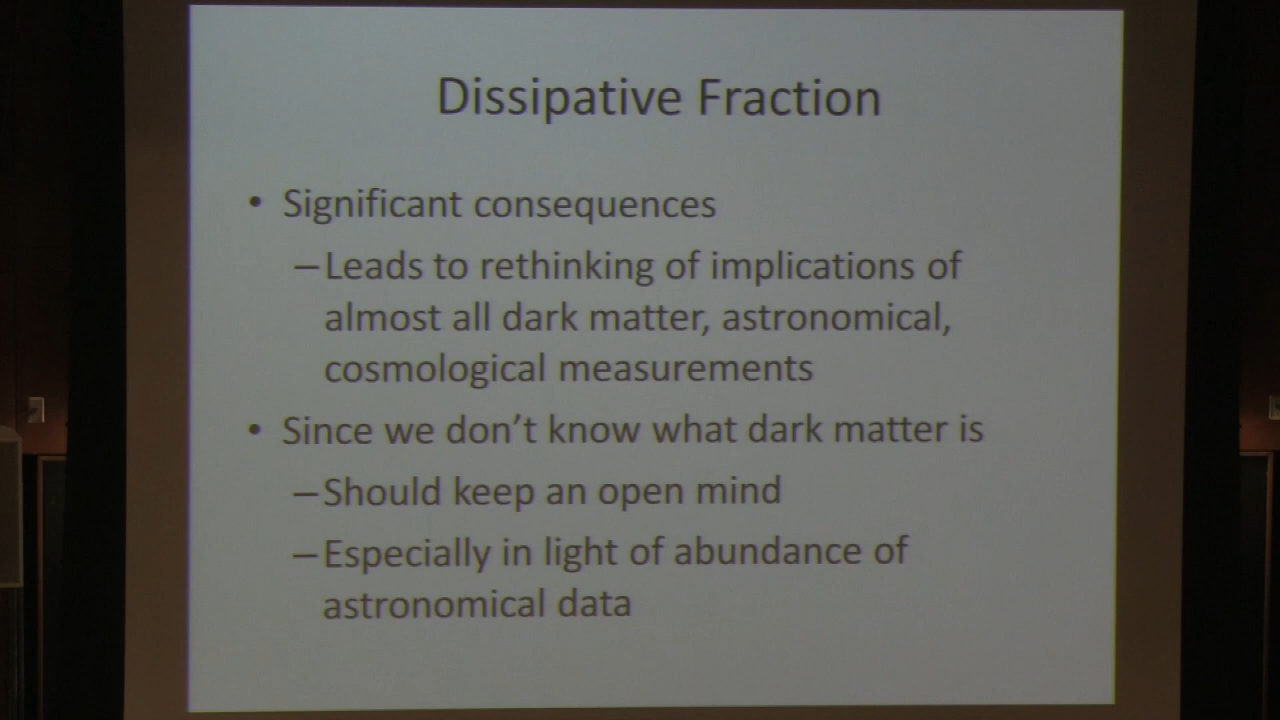 Dissipative Fraction
• Significant consequences
–Leads to rethinking of implications of
almost all dark matter, astronomical,
cosmological measurements
• Since we don't know what dark matter is
–Should keep an open mind
–Especially in light of abundance of
astronomical data